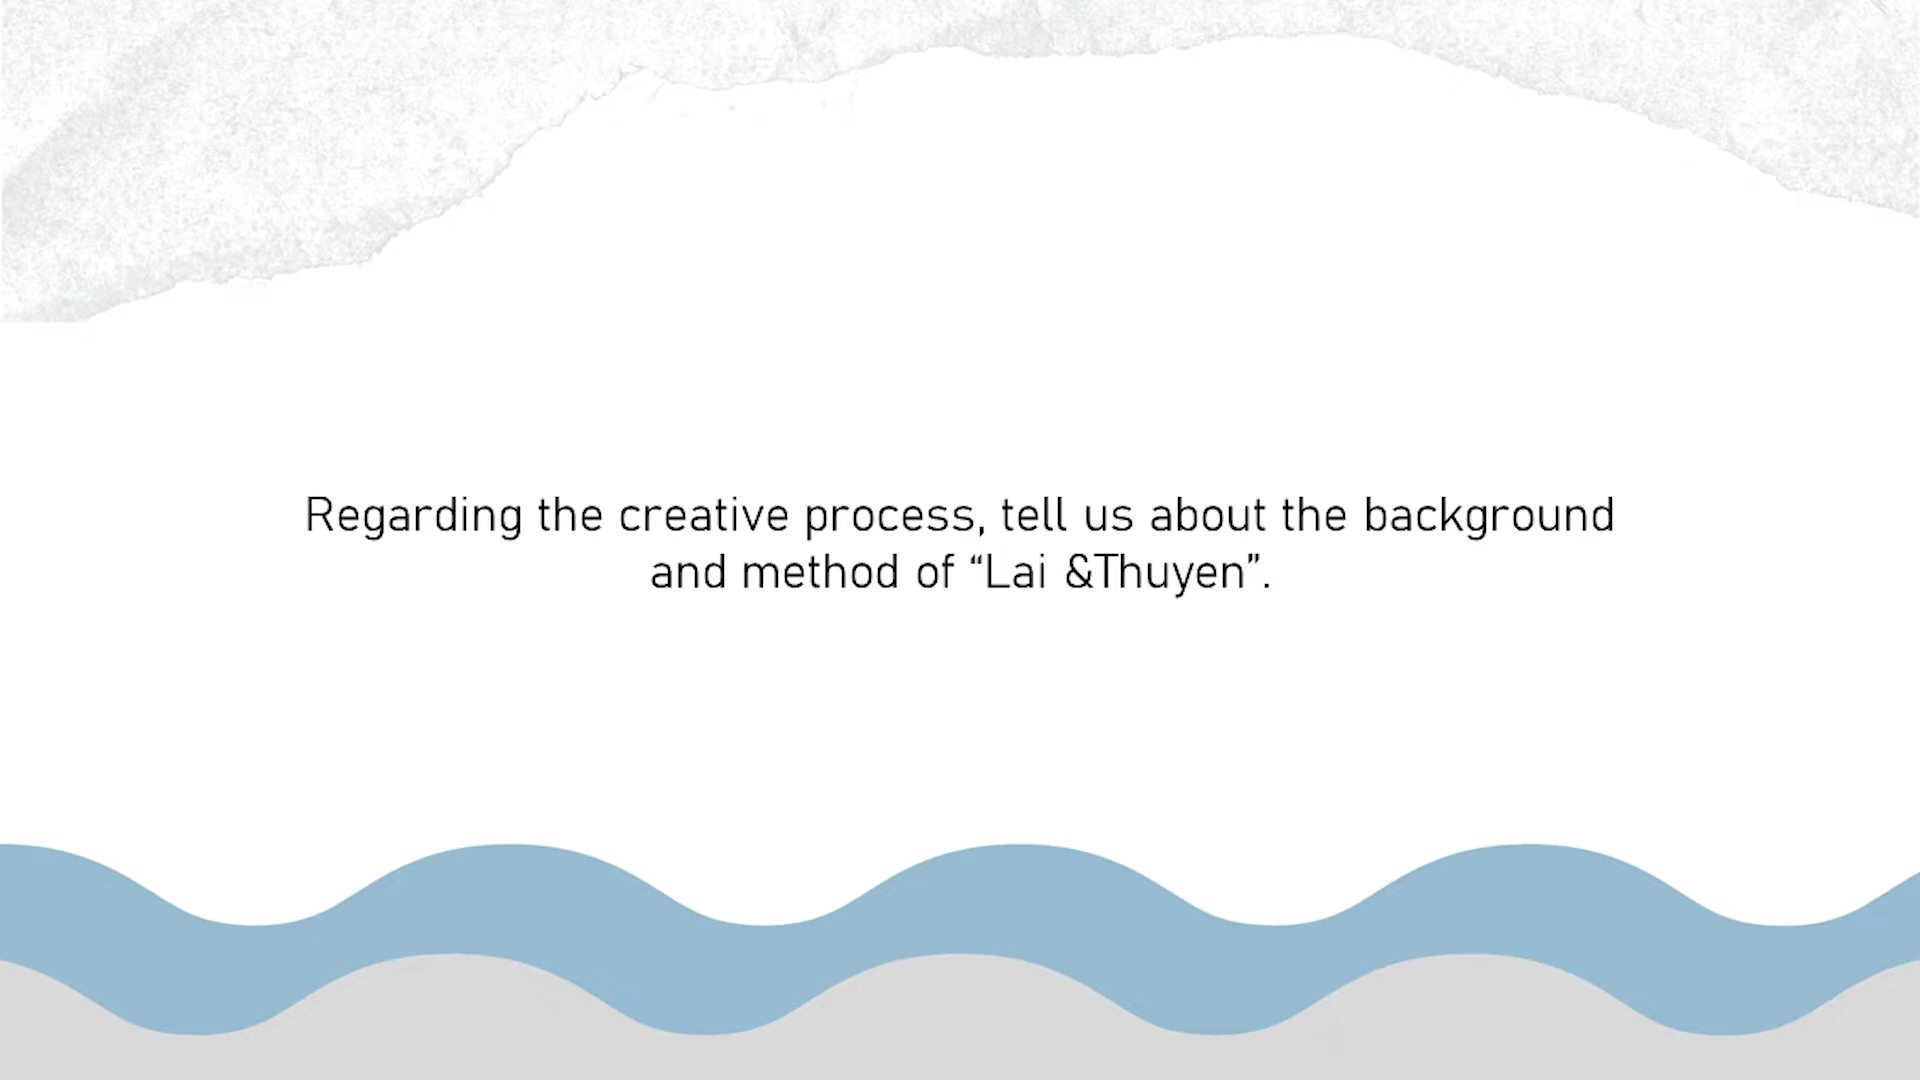 Regarding the creative process, tell us about the background
and method of “Lai &Thuyen”.